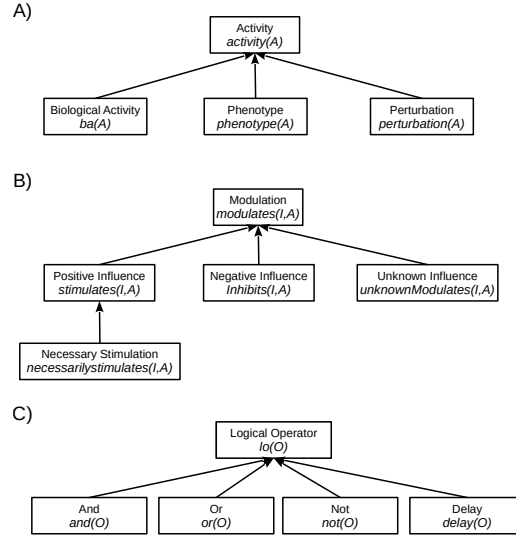 A)
Activity
activity(A)
Biological Activity
ba(A)
Phenotype
phenotype(A)
Perturbation
perturbation(A)
B)
Modulation
modulates(I,A)
Positive Influence
stimulates(I,A)
Negative Influence
Inhibits(I,A)
Unknown Influence
unknownModulates(I,A)
Necessary Stimulation
necessarilystimulates(I,A)
C)
Logical Operator
lo(O)
And
and(O)
Or
or(O)
Not
not(O)
Delay
delay(O)